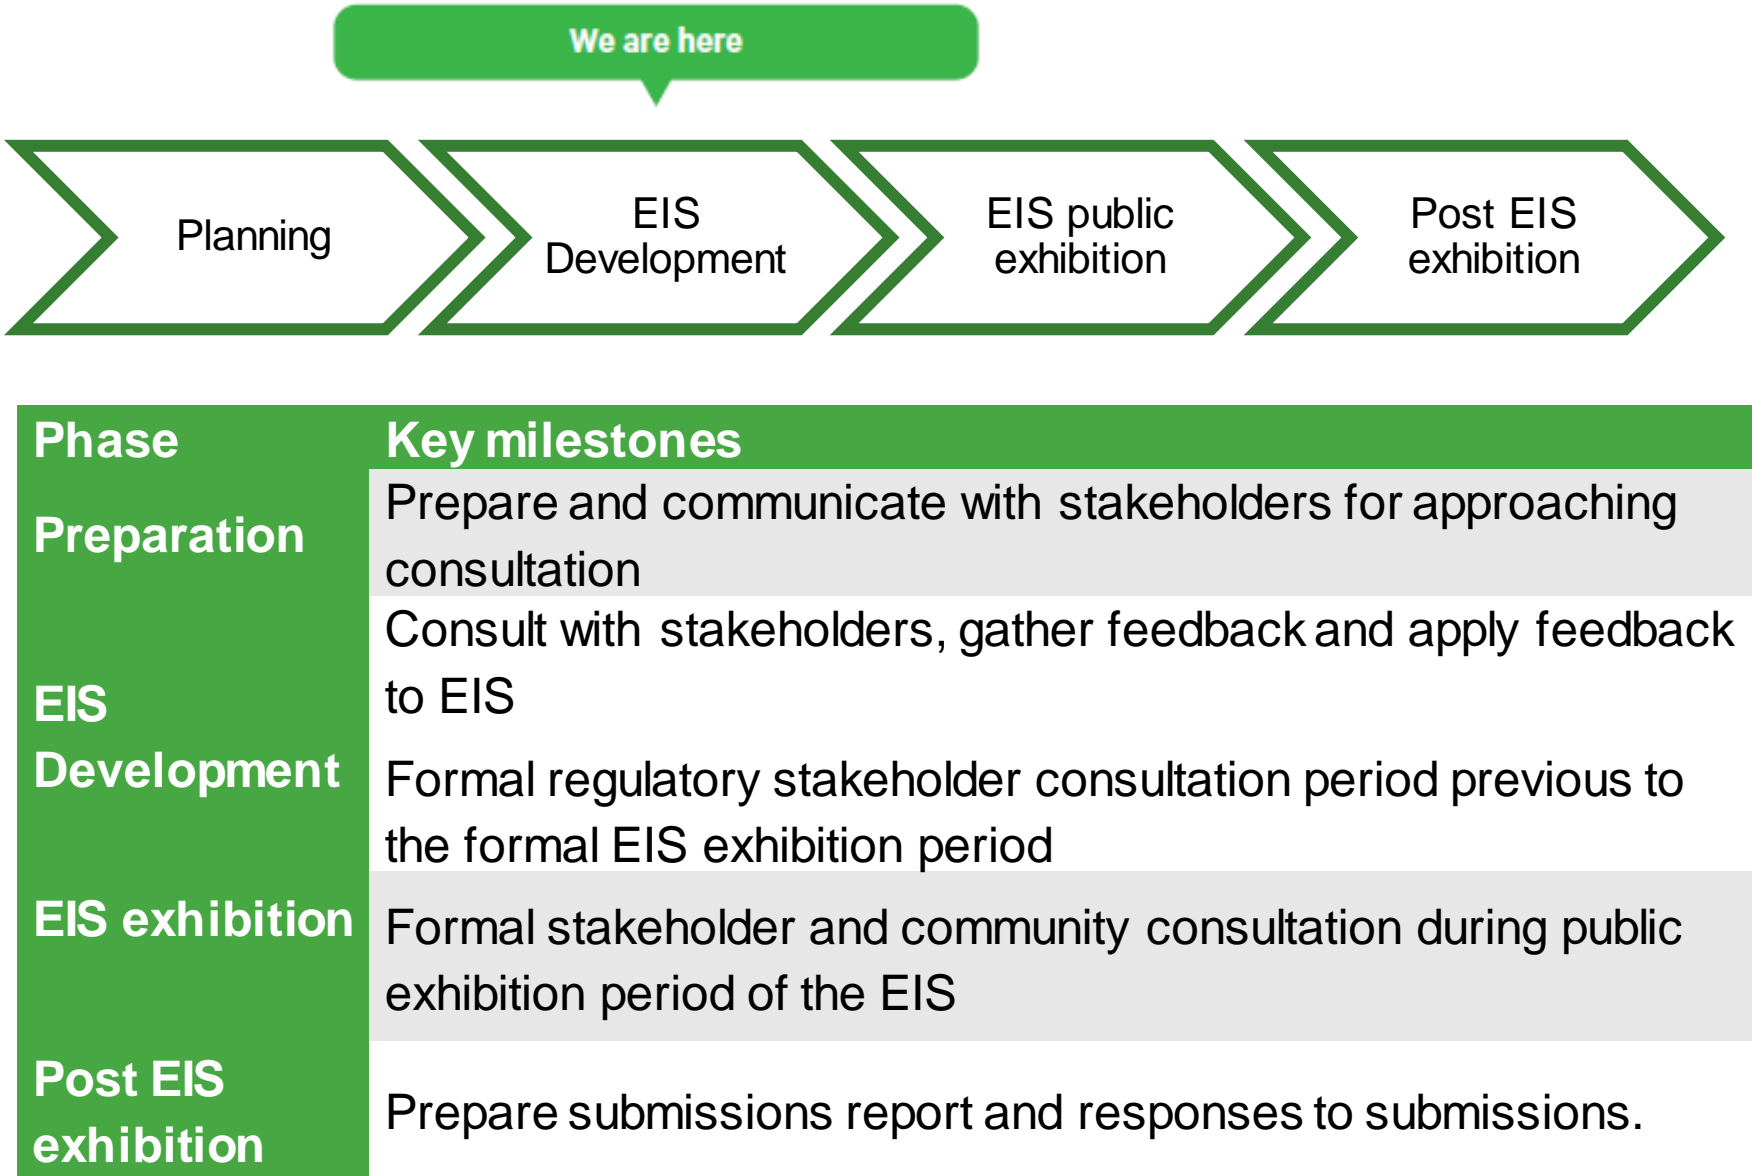 We are here
Planning
EIS
Development
EIS public
exhibition
Post EIS
exhibition
Phase
Key milestones
Preparation
Prepare and communicate with stakeholders for approaching
consultation
EIS
Development
Consult with stakeholders, gather feedback and apply feedback
to EIS
Formal regulatory stakeholder consultation period previous to
the formal EIS exhibition period
EIS exhibition
Formal stakeholder and community consultation during public
exhibition period of the EIS
Post EIS
exhibition
Prepare submissions report and responses to submissions.